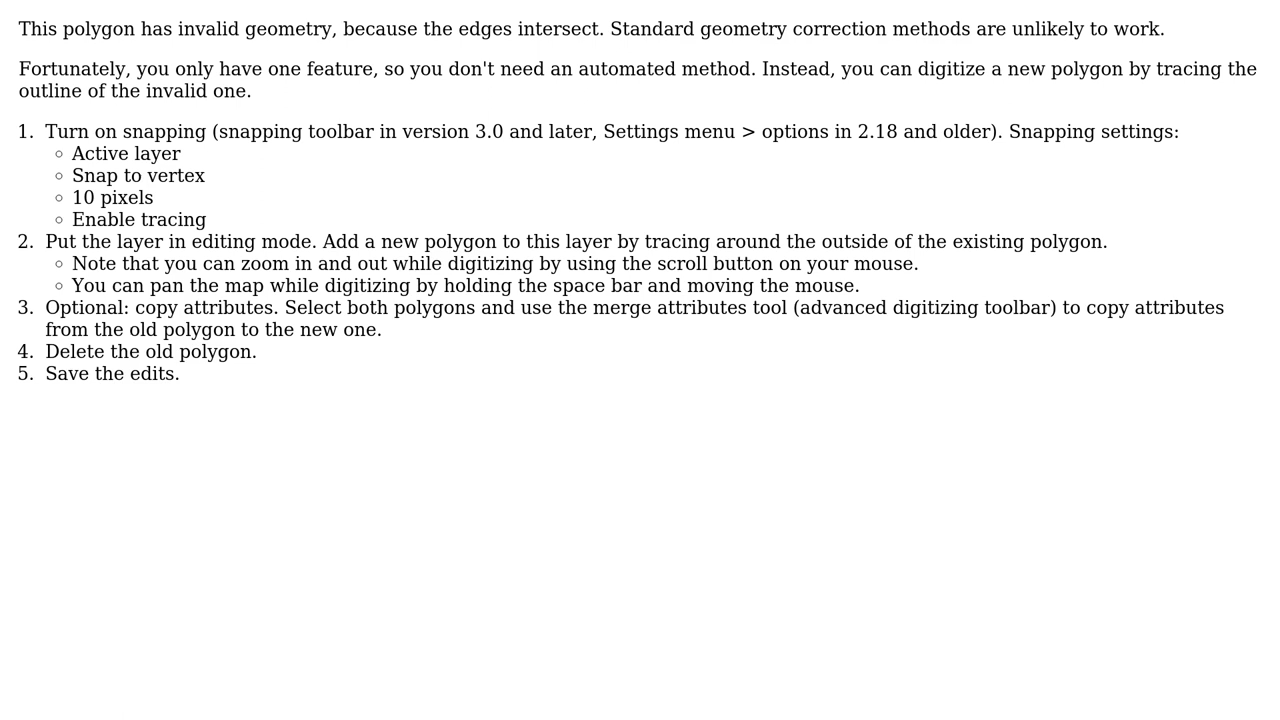 This polygon has invalid geometry, because the edges intersect. Standard geometry correction methods are unlikely to work.
Fortunately, you only have one feature, so you don't need an automated method. Instead, you can digitize a new polygon by tracing the
outline of the invalid one.
1. Turn on snapping (snapping toolbar in version 3.0 and later, Settings menu > options in 2.18 and older). Snapping settings:
◦ Active layer
◦ Snap to vertex
◦ 10 pixels
◦ Enable tracing
2. Put the layer in editing mode. Add a new polygon to this layer by tracing around the outside of the existing polygon.
◦ Note that you can zoom in and out while digitizing by using the scroll button on your mouse.
◦ You can pan the map while digitizing by holding the space bar and moving the mouse.
3. Optional: copy attributes. Select both polygons and use the merge attributes tool (advanced digitizing toolbar) to copy attributes
from the old polygon to the new one.
4. Delete the old polygon.
5. Save the edits.